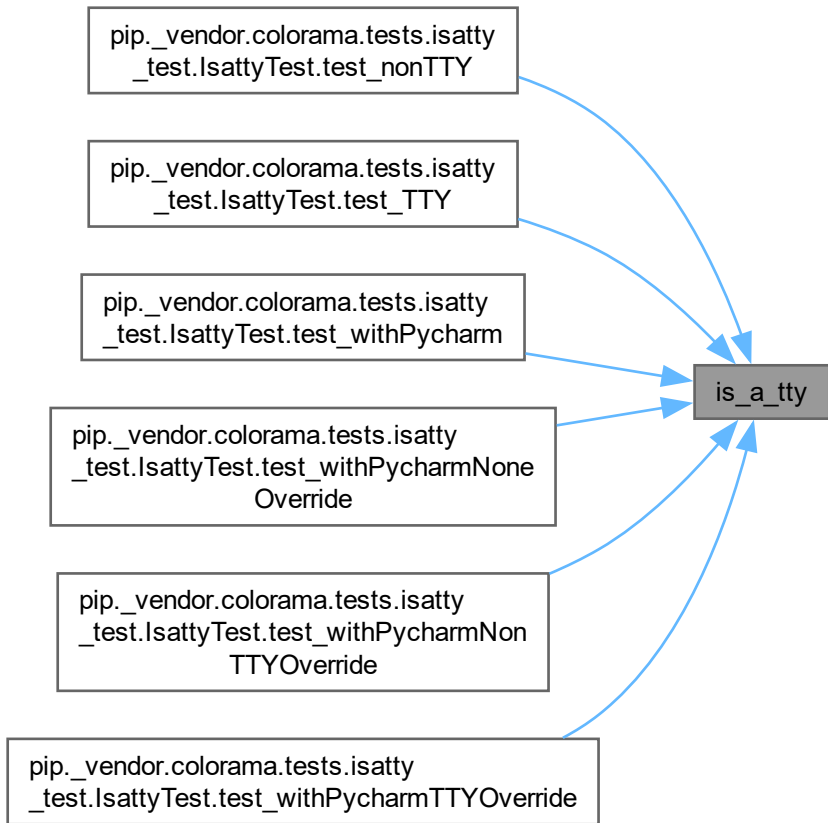 pip._vendor.colorama.tests.isatty
_test.IsattyTest.test_nonTTY
pip._vendor.colorama.tests.isatty
_test.IsattyTest.test_TTY
pip._vendor.colorama.tests.isatty
_test.IsattyTest.test_withPycharm
is_a_tty
pip._vendor.colorama.tests.isatty
_test.IsattyTest.test_withPycharmNone
Override
pip._vendor.colorama.tests.isatty
_test.IsattyTest.test_withPycharmNon
TTYOverride
pip._vendor.colorama.tests.isatty
_test.IsattyTest.test_withPycharmTTYOverride